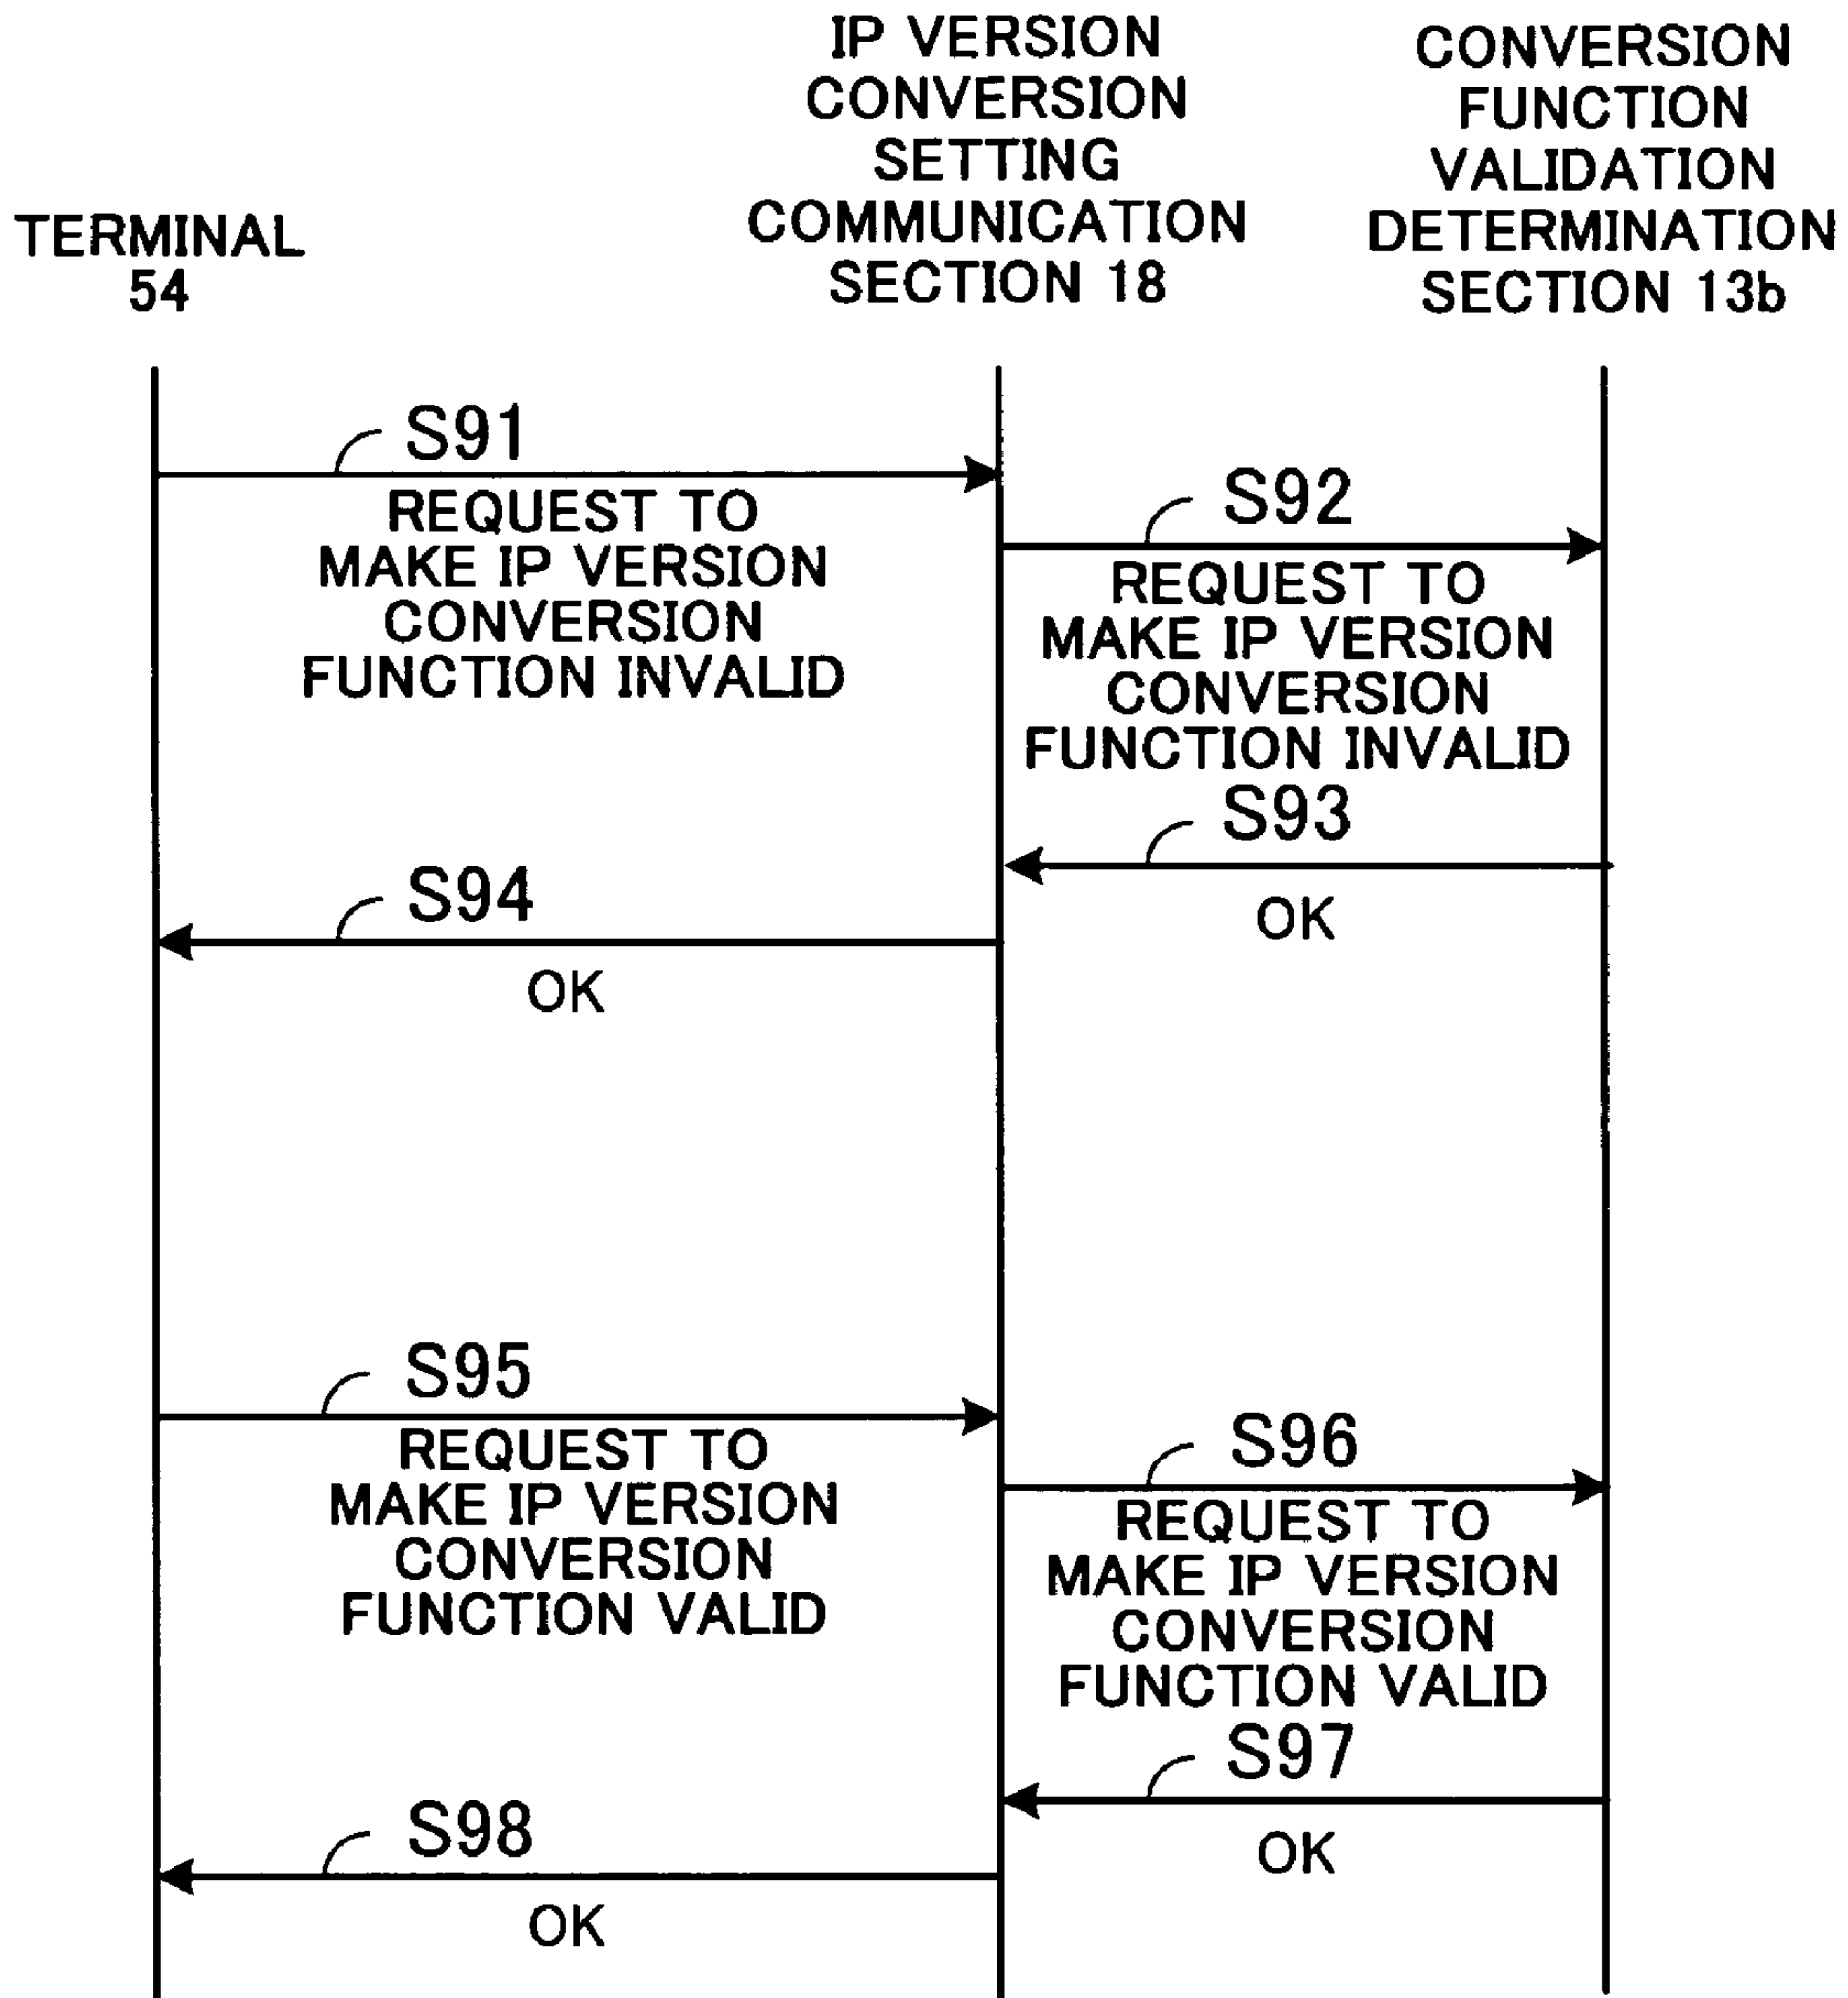 TERMINAL
54
IP VERSION
CONVERSION
SETTING
COMMUNICATION
SECTION 18
CONVERSION
FUNCTION
VALIDATION
DETERMINATION
SECTION 13b
S91
REQUEST TO
MAKE IP VERSION
CONVERSION
FUNCTION INVALID
S92
REQUEST TO
MAKE IP VERSION
CONVERSION
FUNCTION INVALID
S93
OK
S94
OK
S95
REQUEST TO
MAKE IP VERSION
CONVERSION
FUNCTION VALID
S96
REQUEST TO
MAKE IP VERSION
CONVERSION
FUNCTION VALID
S97
OK
S98
OK